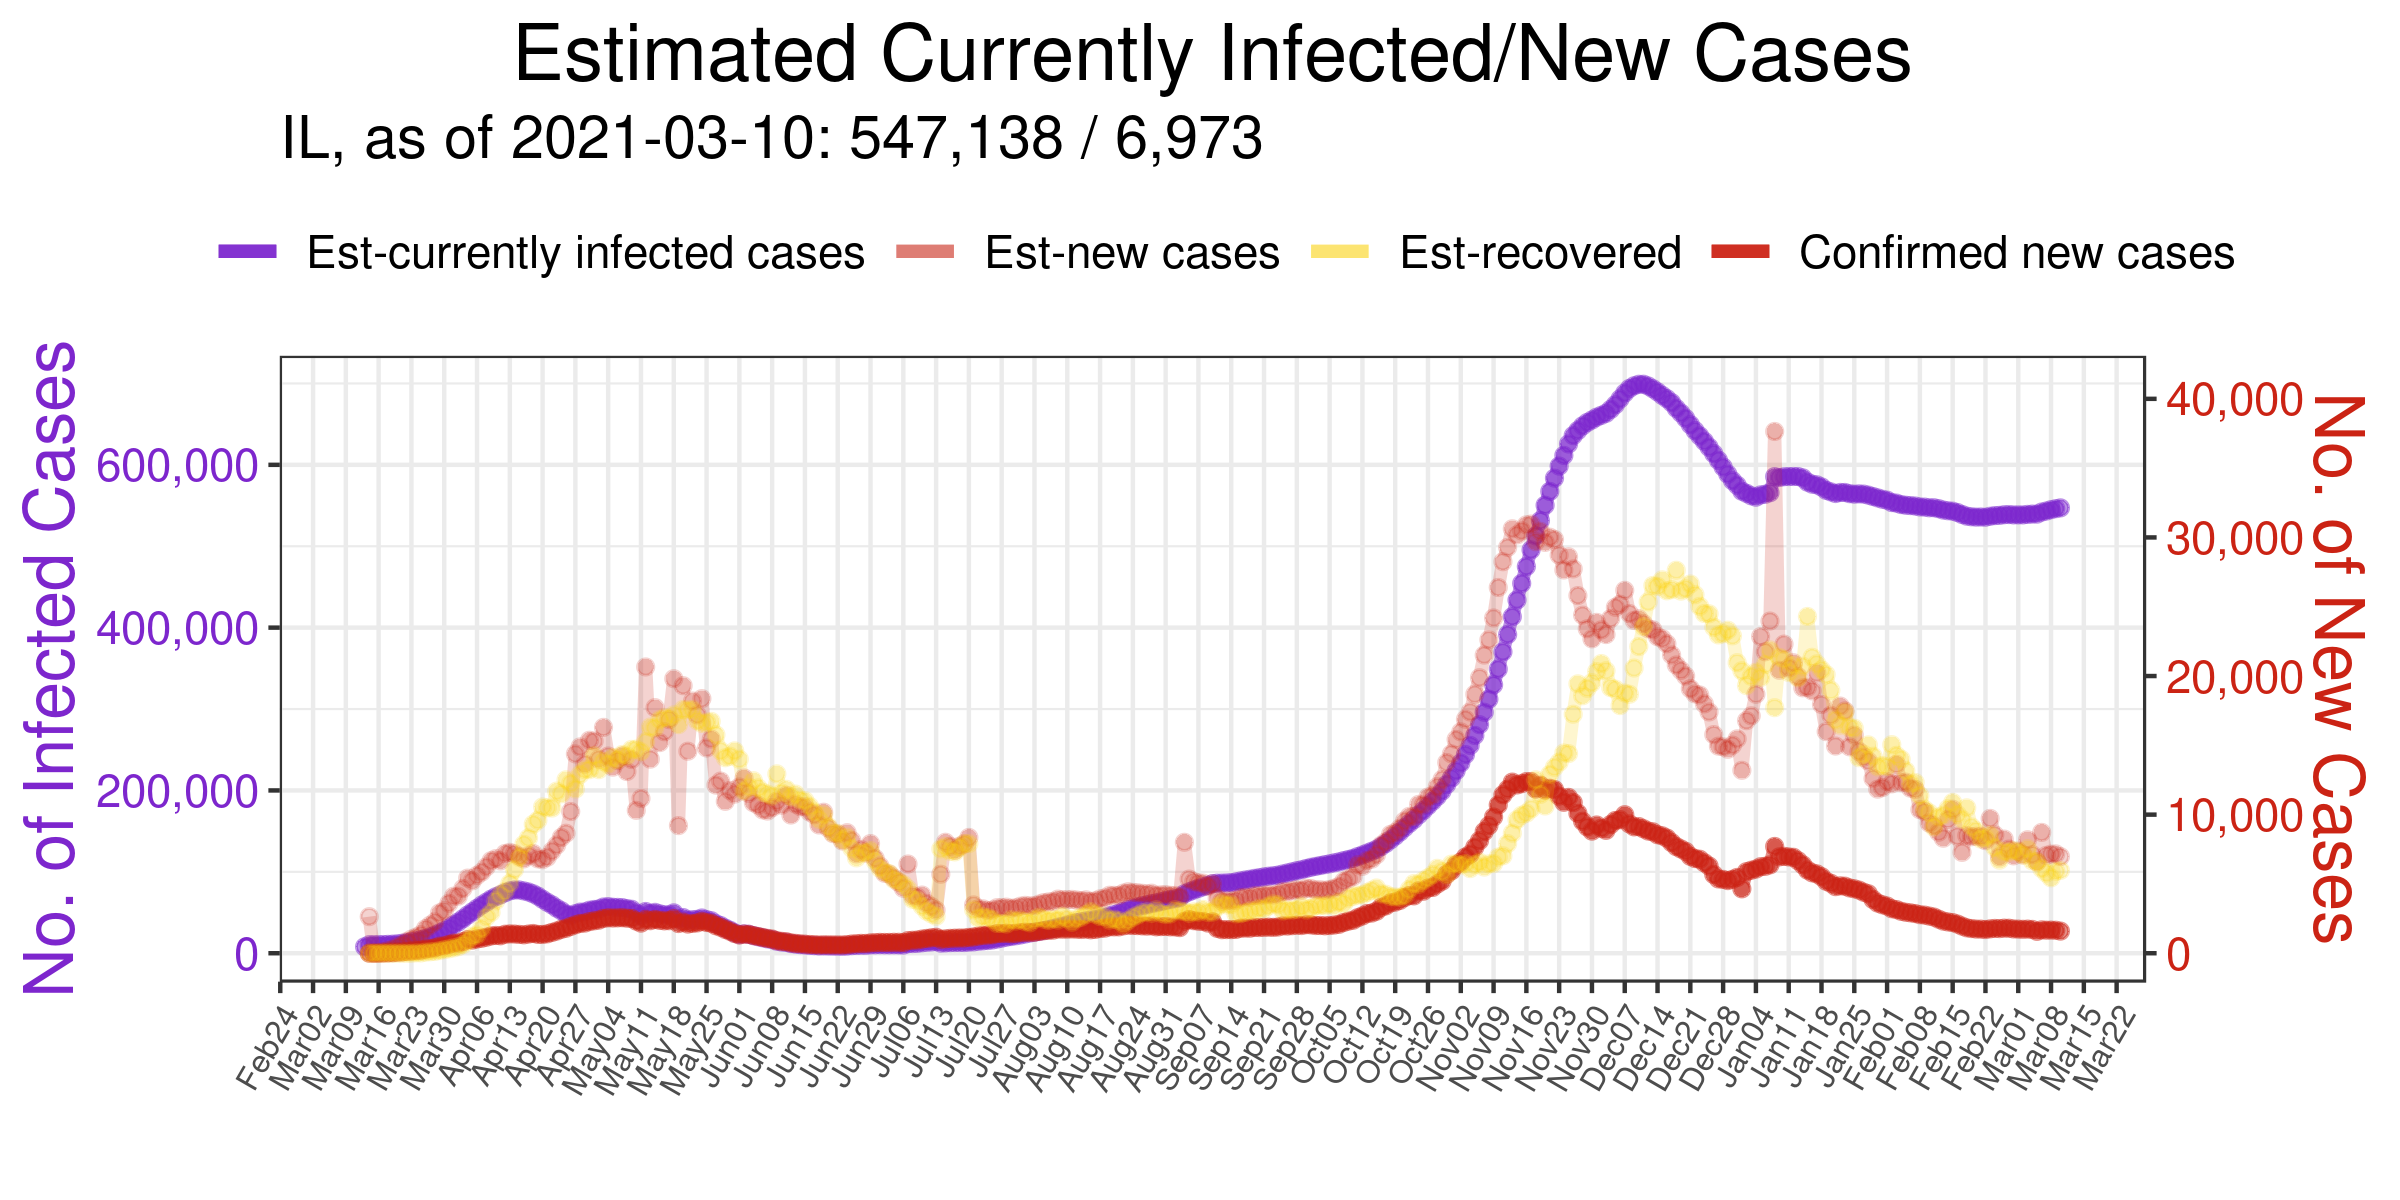 Estimated Currently Infected/New Cases
IL, as of 2021-03-10: 547,138 / 6,973
Est-currently infected cases Est-new cases Est-recovered Confirmed new cases
No. of Infected Cases
600,000
400,000
200,000
0
40,000
30,000
20,000
10,000
0
No. of New Cases
Feb24 Mar02 Mar09 Mar16 Mar23 Mar30 Apr06 Apr13 Apr20 Apr27 May04 May11 May18 May25 Jun01 Jun08 Jun15 Jun22 Jun29 Jul06 Jul13 Jul20 Jul27 Aug03 Aug10 Aug17 Aug24 Aug31 Sep07 Sep14 Sep21 Sep28 Oct05 Oct12 Oct19 Oct26 Nov02 Nov09 Nov16 Nov23 Nov30 Dec07 Dec14 Dec21 Dec28 Jan04 Jan11 Jan18 Jan25 Feb01 Feb08 Feb15 Feb22 Mar01 Mar08 Mar15 Mar22